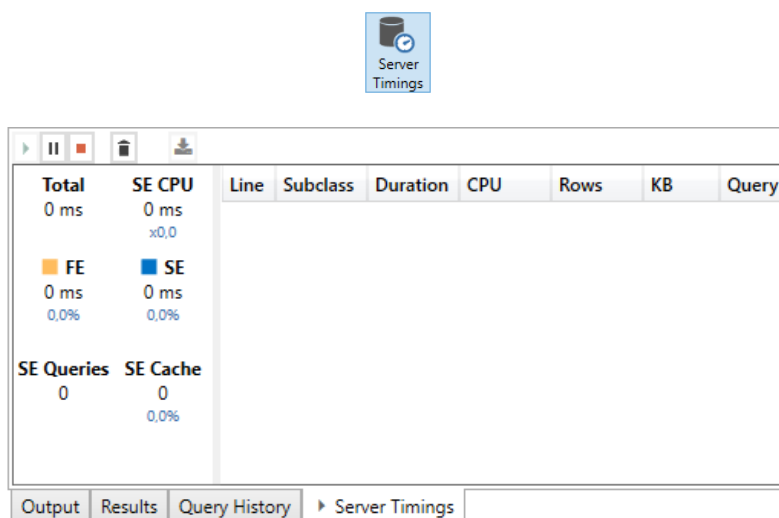 Server
Timings
Total SE CPU Line Subclass Duration CPU Rows KB Query
0 ms 0 ms
x0,0
FE SE
0 ms 0 ms
0,0% 0,0%
SE Queries SE Cache
0 0
0,0%
Output Results Query History Server Timings